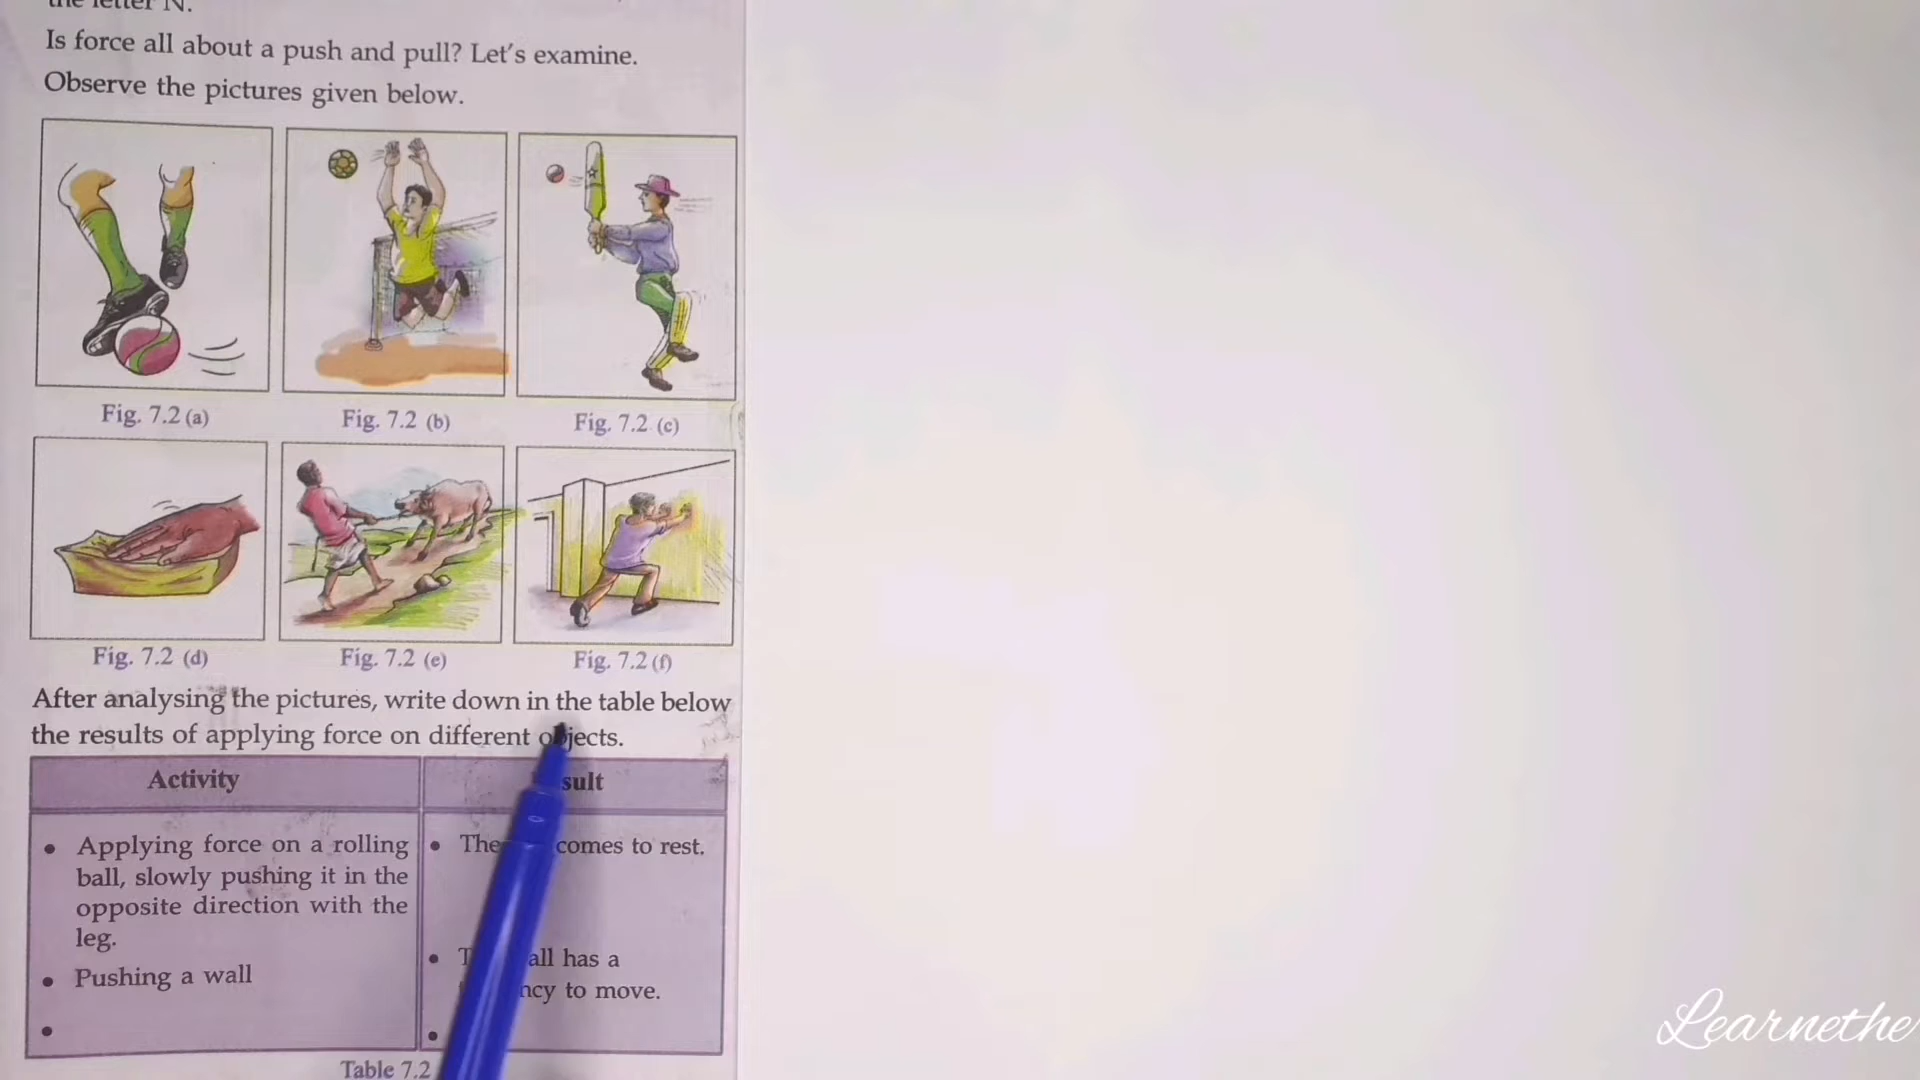 the letter N.
Is force all about a push and pull? Let's examine.
Observe the pictures given below.
Fig. 7.2 (a)
Fig. 7.2 (b)
Fig. 7.2 (c)
Fig. 7.2 (d)
Fig. 7.2 (e)
Fig. 7.2 (f)
After analysing the pictures, write down in the table below
the results of applying force on different objects.
Activity
sult
• Applying force on a rolling
ball, slowly pushing it in the
opposite direction with the
leg.
• Pushing a wall
•
• The comes to rest.
• T all has a
ncy to move.
•
Table 7.2
Learnethe